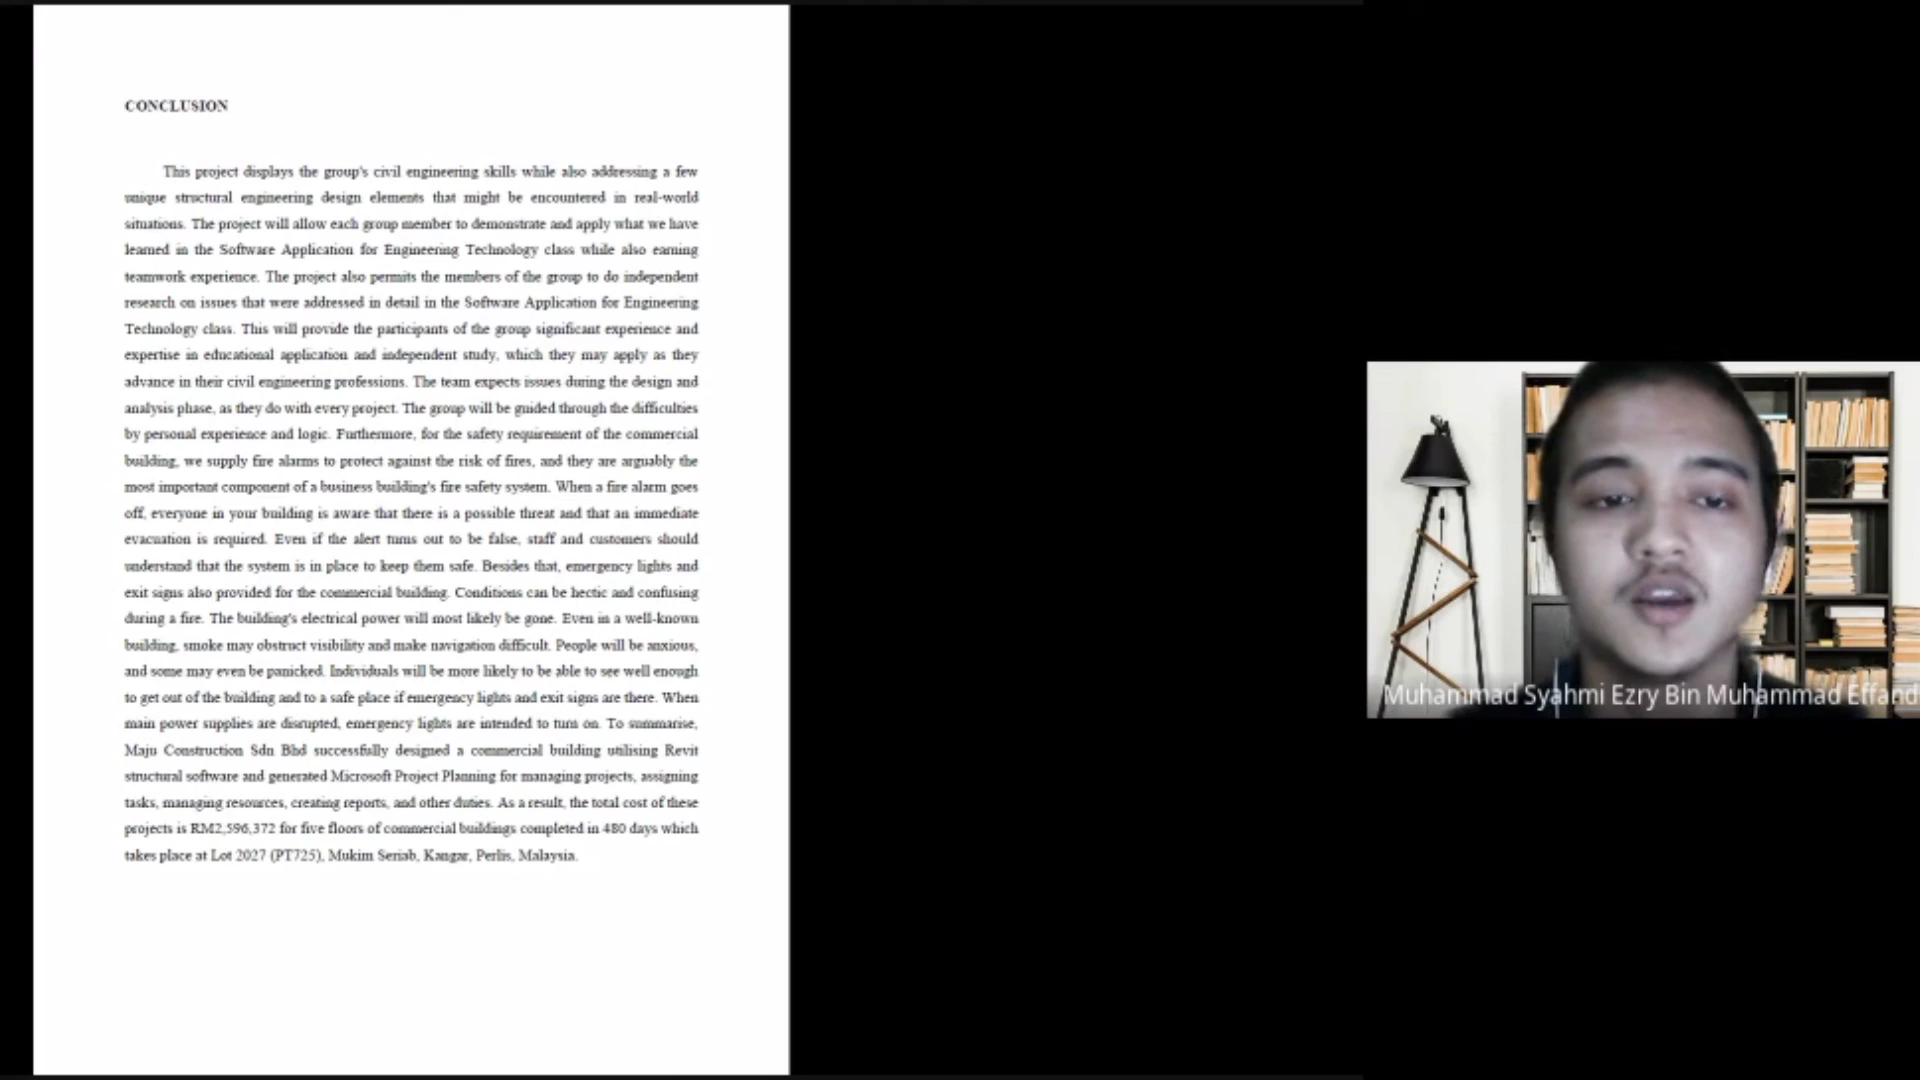 CONCLUSION
This project displays the group's civil engineering skills while also addressing a few
unique structural engineering design elements that might be encountered in real-world
situations. The project will allow each group member to demonstrate and apply what we have
learned in the Software Application for Engineering Technology class while also earning
teamwork experience. The project also permits the members of the group to do independent
research on issues that were addressed in detail in the Software Application for Engineering
Technology class. This will provide the participants of the group significant experience and
expertise in educational application and independent study, which they may apply as they
advance in their civil engineering professions. The team expects issues during the design and
analysis phase, as they do with every project. The group will be guided through the difficulties
by personal experience and logic. Furthermore, for the safety requirement of the commercial
building, we supply fire alarms to protect against the risk of fires, and they are arguably the
most important component of a business building's fire safety system. When a fire alarm goes
off, everyone in your building is aware that there is a possible threat and that an immediate
evacuation is required. Even if the alert turns out to be false, staff and customers should
understand that the system is in place to keep them safe. Besides that, emergency lights and
exit signs also provided for the commercial building. Conditions can be hectic and confusing
during a fire. The building's electrical power will most likely be gone. Even in a well-known
building, smoke may obstruct visibility and make navigation difficult. People will be anxious,
and some may even be panicked. Individuals will be more likely to be able to see well enough
to get out of the building and to a safe place if emergency lights and exit signs are there. When
main power supplies are disrupted, emergency lights are intended to turn on. To summarise,
Maju Construction Sdn Bhd successfully designed a commercial building utilising Revit
structural software and generated Microsoft Project Planning for managing projects, assigning
tasks, managing resources, creating reports, and other duties. As a result, the total cost of these
projects is RM2,596,372 for five floors of commercial buildings completed in 480 days which
takes place at Lot 2027 (PT725), Mukim Seriab, Kangar, Perlis, Malaysia.
Muhammad Syahmi Ezry Bin Muhammad Effand